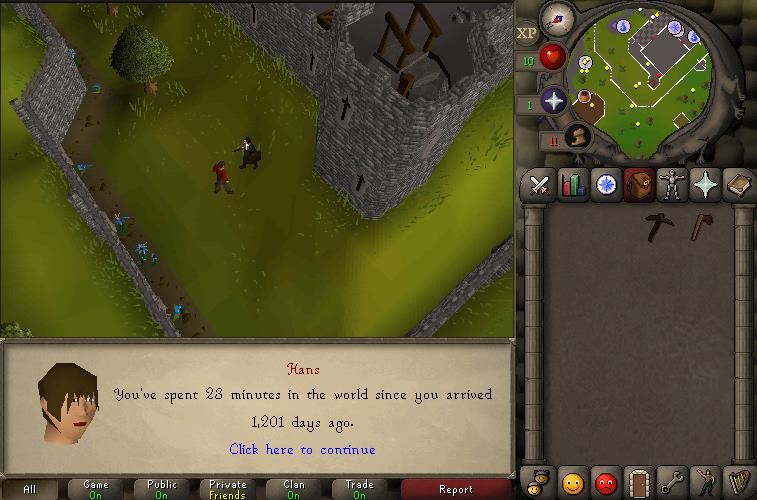 XP
10
1
11
Hans
You've spent 23 minutes in the world since you arrived
1,201 days ago.
Click here to continue
All
Game
On
Public
On
Private
Friends
Clan
On
Trade
On
Report